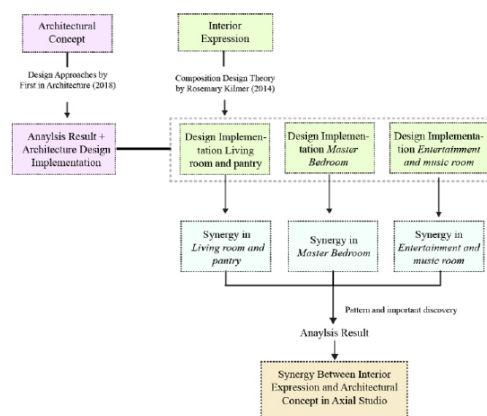 Architectural
Concept
Interior
Expression
Design Approaches by
First in Architecture (2018)
Composition Design Theory
by Rosemary Kilmer (2014)
Anaylsis Result +
Architecture Design
Implementation
Design Implemen-
tation Living
room and pantry
Design Implemen-
tation Master
Bedroom
Design Implementa-
tion Entertainment
and music room
Synergy in
Living room and
pantry
Synergy in
Master Bedroom
Synergy in
Entertainment and
music room
Pattern and important discovery
Anaylsis Result
Synergy Between Interior
Expression and Architectural
Concept in Axial Studio